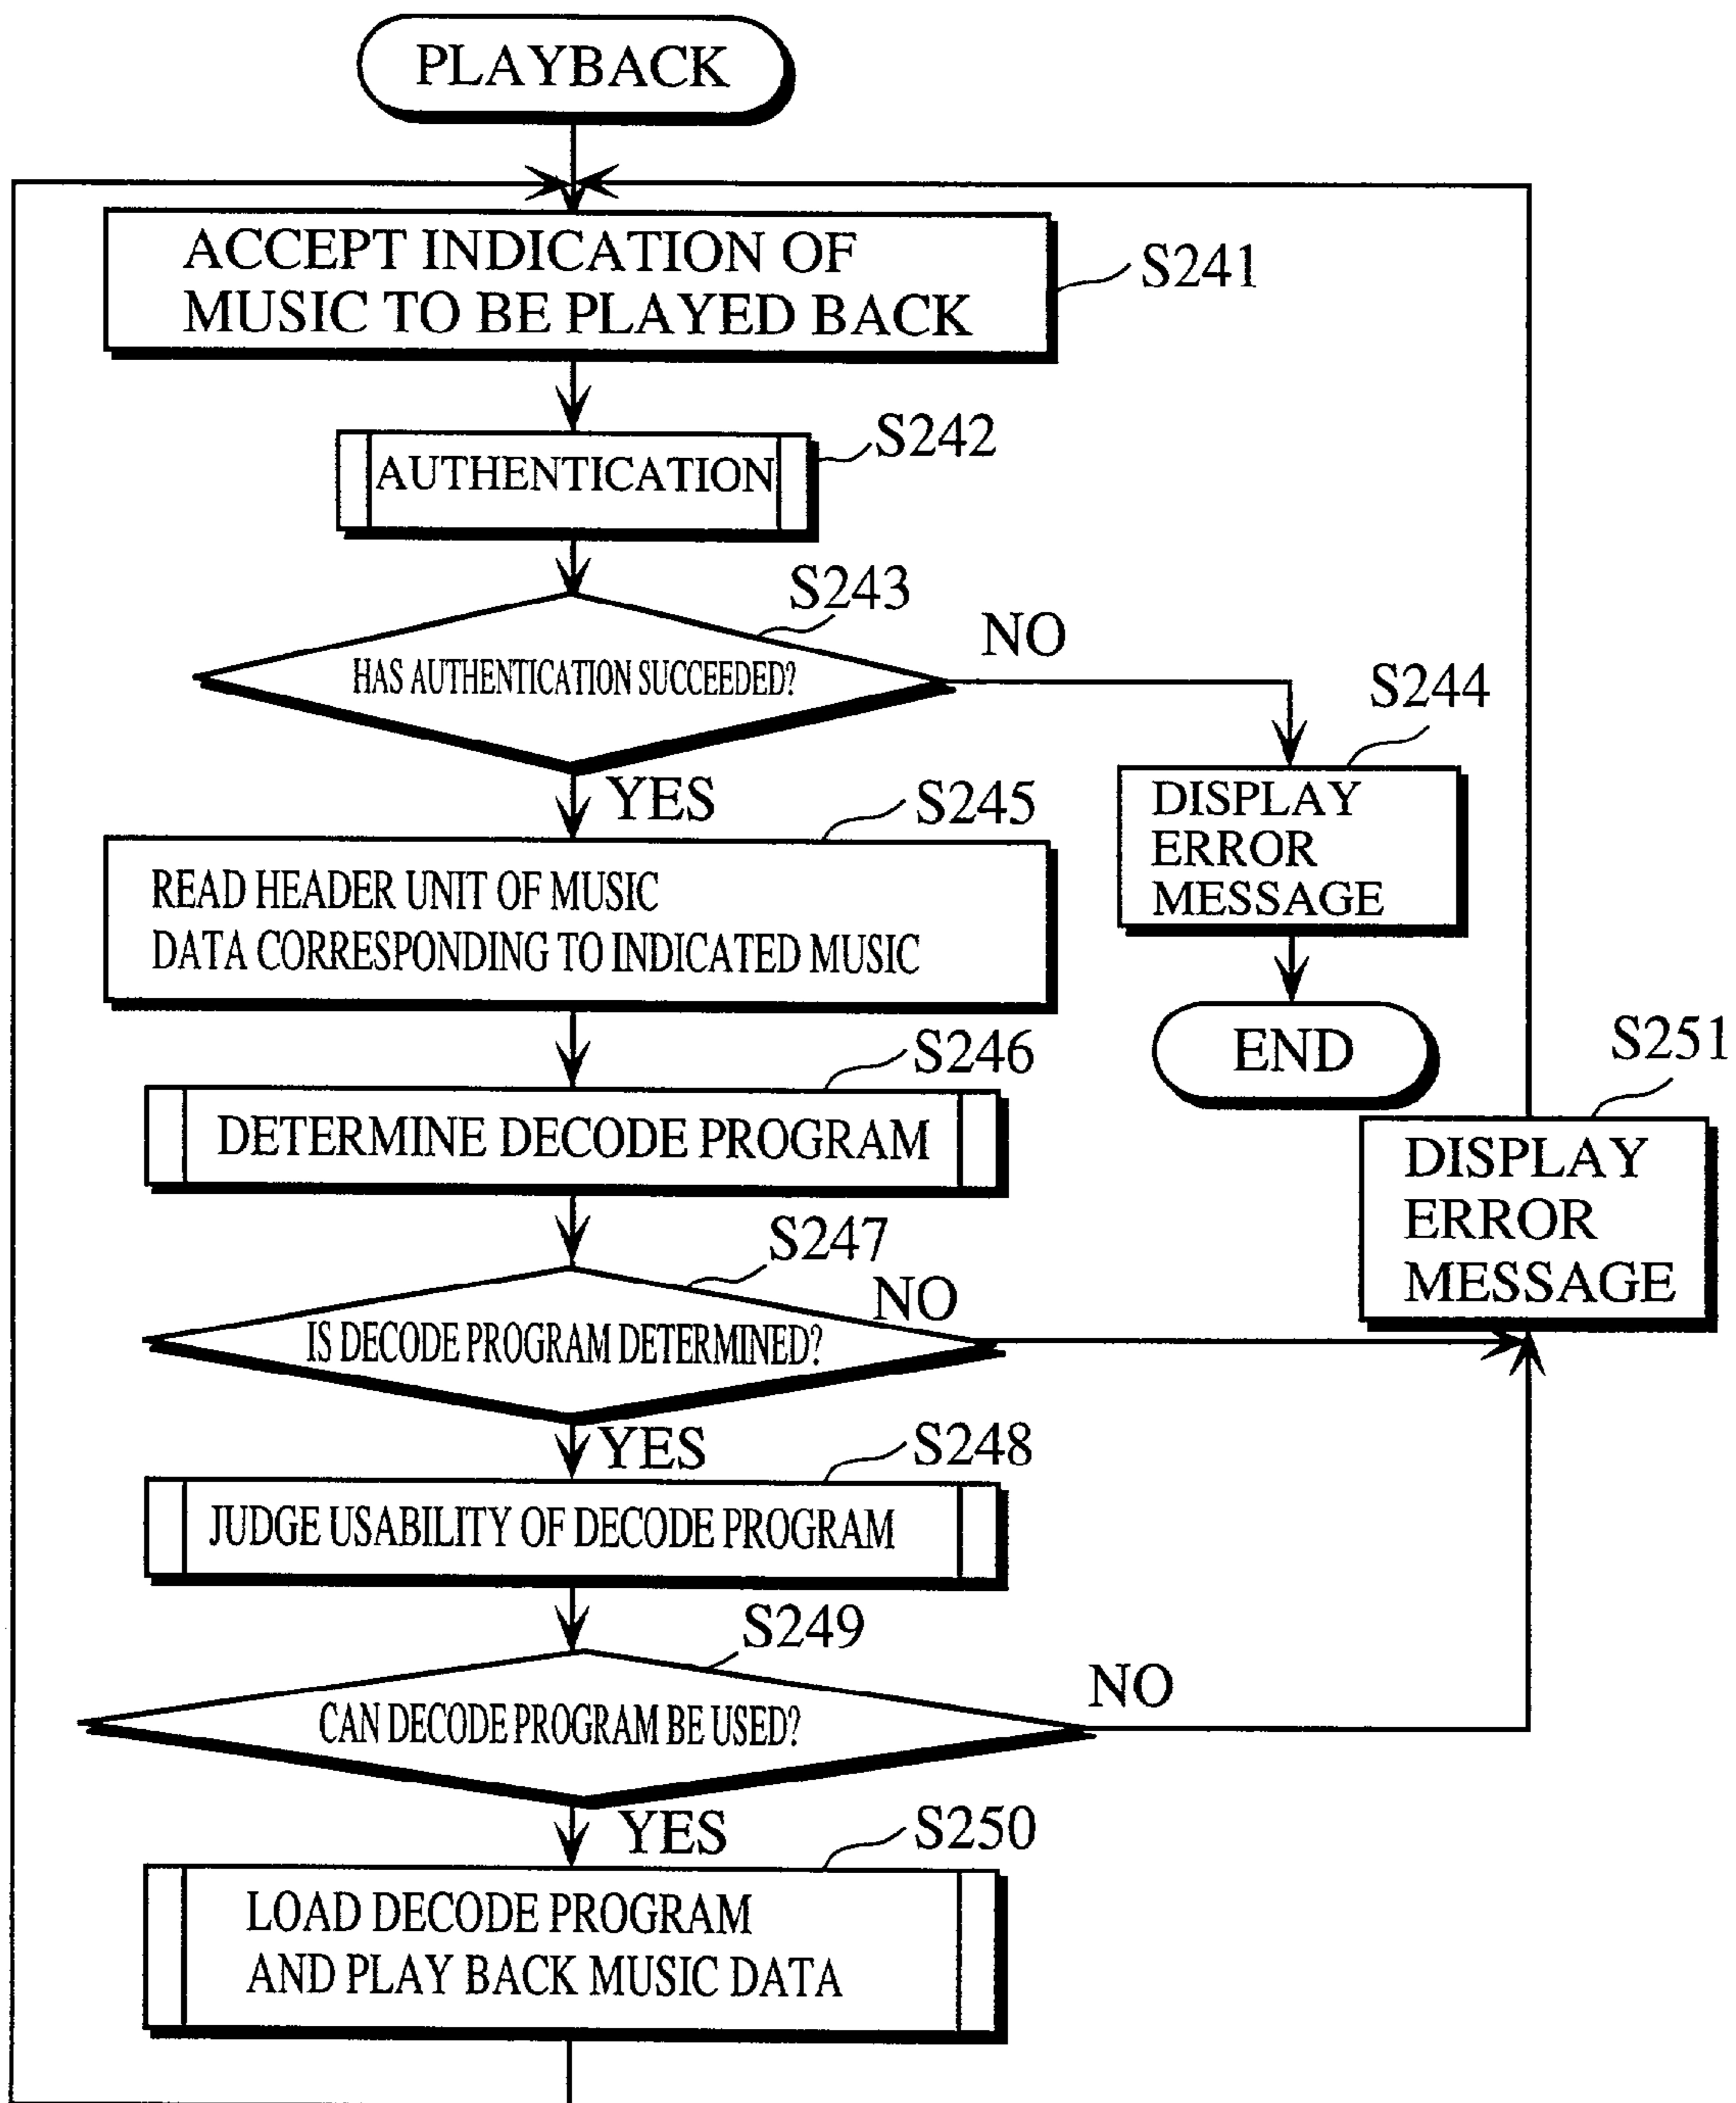 PLAYBACK
ACCEPT INDICATION OF
MUSIC TO BE PLAYED BACK
S241
AUTHENTICATION
S242
S243
HAS AUTHENTICATION SUCCEEDED?
NO
S244
DISPLAY
ERROR
MESSAGE
END
YES
S245
READ HEADER UNIT OF MUSIC
DATA CORRESPONDING TO INDICATED MUSIC
S246
DETERMINE DECODE PROGRAM
S247
IS DECODE PROGRAM DETERMINED?
NO
S251
DISPLAY
ERROR
MESSAGE
YES
S248
JUDGE USABILITY OF DECODE PROGRAM
S249
CAN DECODE PROGRAM BE USED?
NO
YES
S250
LOAD DECODE PROGRAM
AND PLAY BACK MUSIC DATA